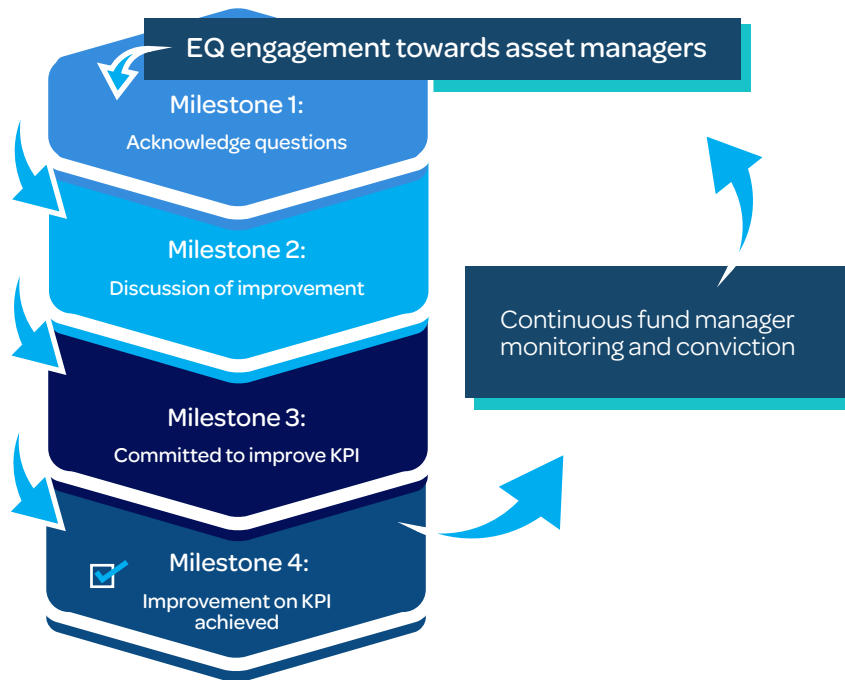 EQ engagement towards asset managers
Milestone 1:
Acknowledge questions
Milestone 2:
Discussion of improvement
Milestone 3:
Committed to improve KPI
Milestone 4:
Improvement on KPI
achieved
Continuous fund manager
monitoring and conviction